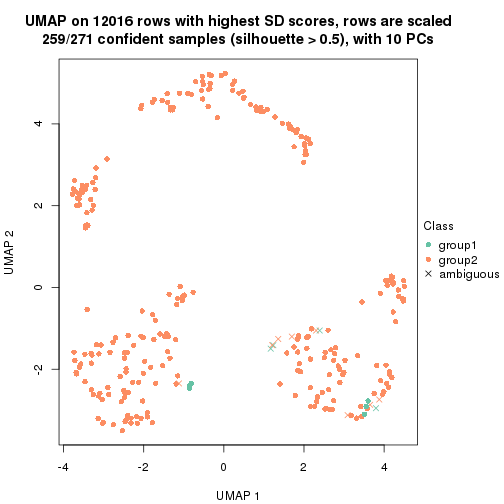 UMAP on 12016 rows with highest SD scores, rows are scaled
259/271 confident samples (silhouette > 0.5), with 10 PCs
4
2
0
-2
UMAP 2
-4
-2
0
2
4
UMAP 1
Class
group1
group2
ambiguous